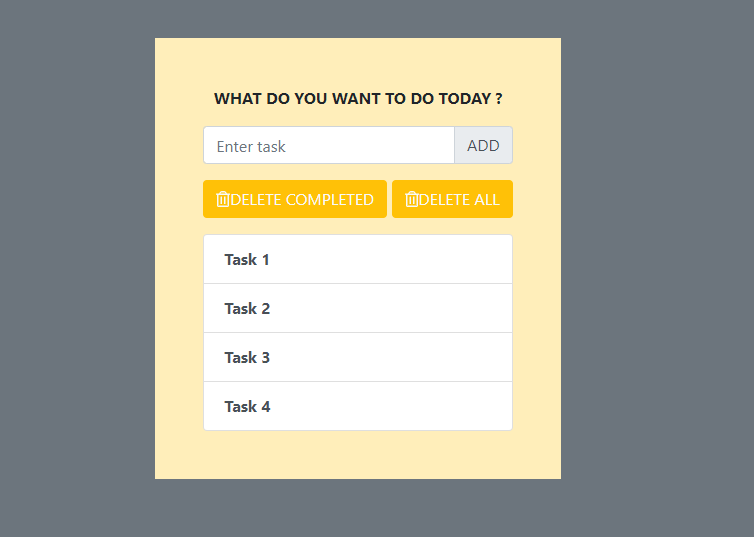 WHAT DO YOU WANT TO DO TODAY ?
Enter task ADD
DELETE COMPLETED DELETE ALL
Task 1
Task 2
Task 3
Task 4